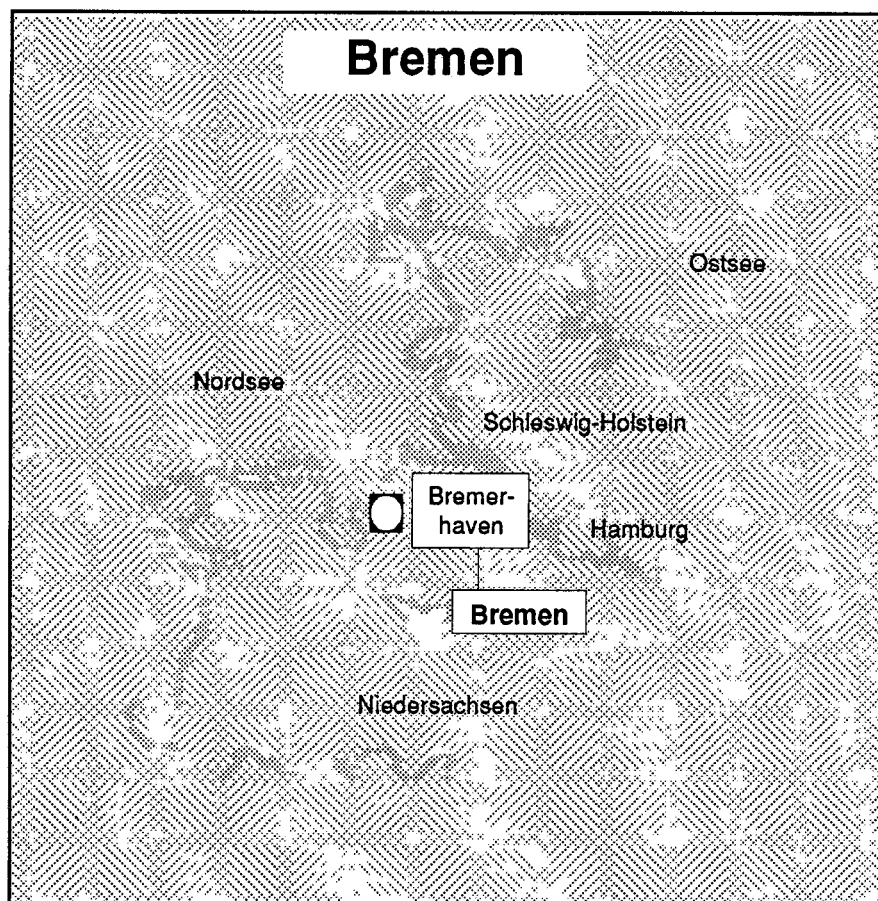 Bremen
Ostsee
Nordsee
Schleswig-Holstein
Bremer-
haven
Hamburg
Bremen
Niedersachsen